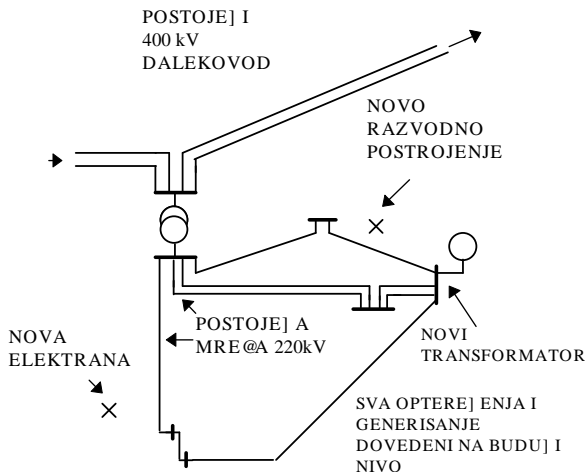 POSTOJE] I
400 kV
DALEKOVOD
NOVO
RAZVODNO
POSTROJENJE
POSTOJE] A
MRE@A 220kV
NOVA
ELEKTRANA
NOVI
TRANSFORMATOR
SVA OPTERE] ENJA I
GENERISANJE
DOVEDENI NA BUDU] I
NIVO